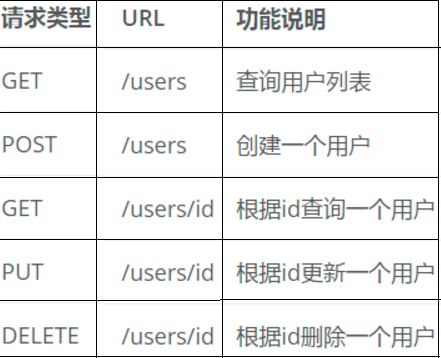 请求类型 URL 功能说明
GET /users 查询用户列表
POST /users 创建一个用户
GET /users/id 根据id查询一个用户
PUT /users/id 根据id更新一个用户
DELETE /users/id 根据id删除一个用户